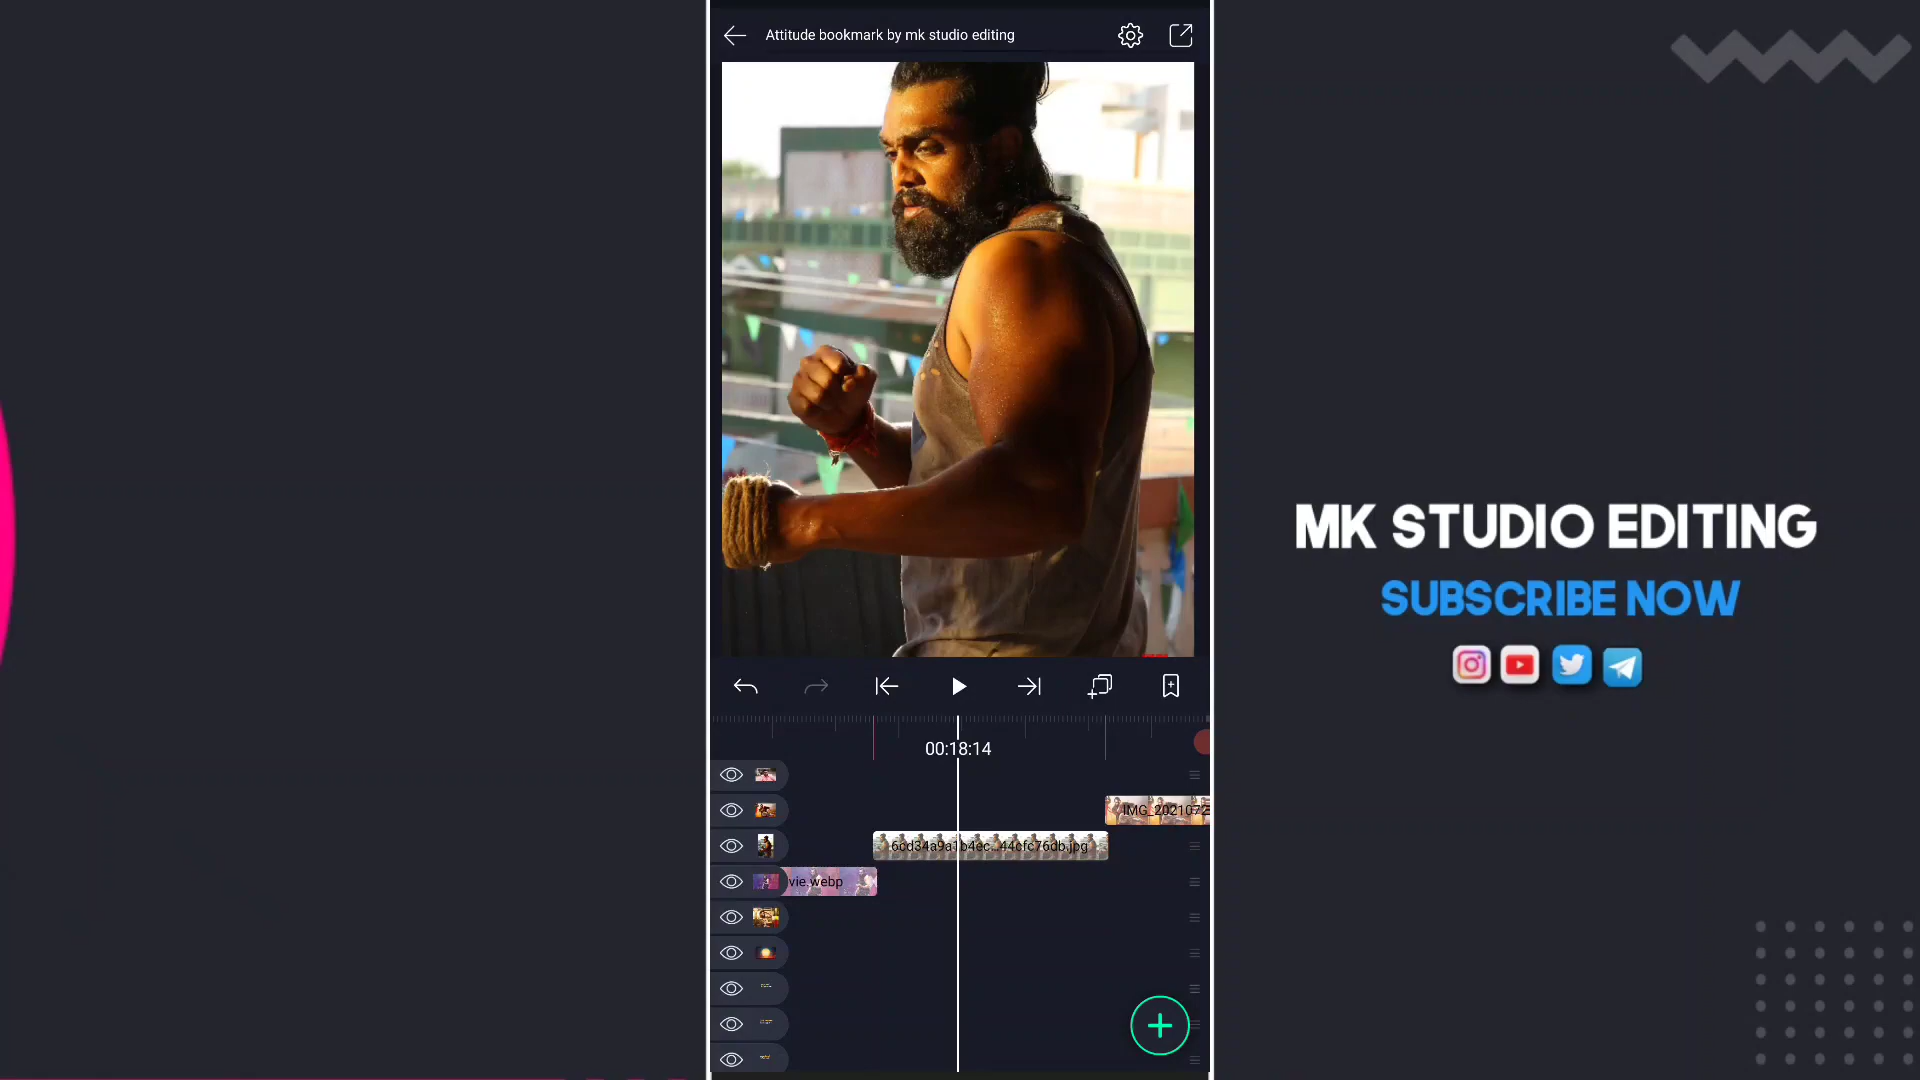 Attitude bookmark by mk studio editing
MK STUDIO EDITING
SUBSCRIBE NOW
00:18:14
IMG_2021072
6cd34a9a1b4ec...44cfc76db.jpg
vie.webp